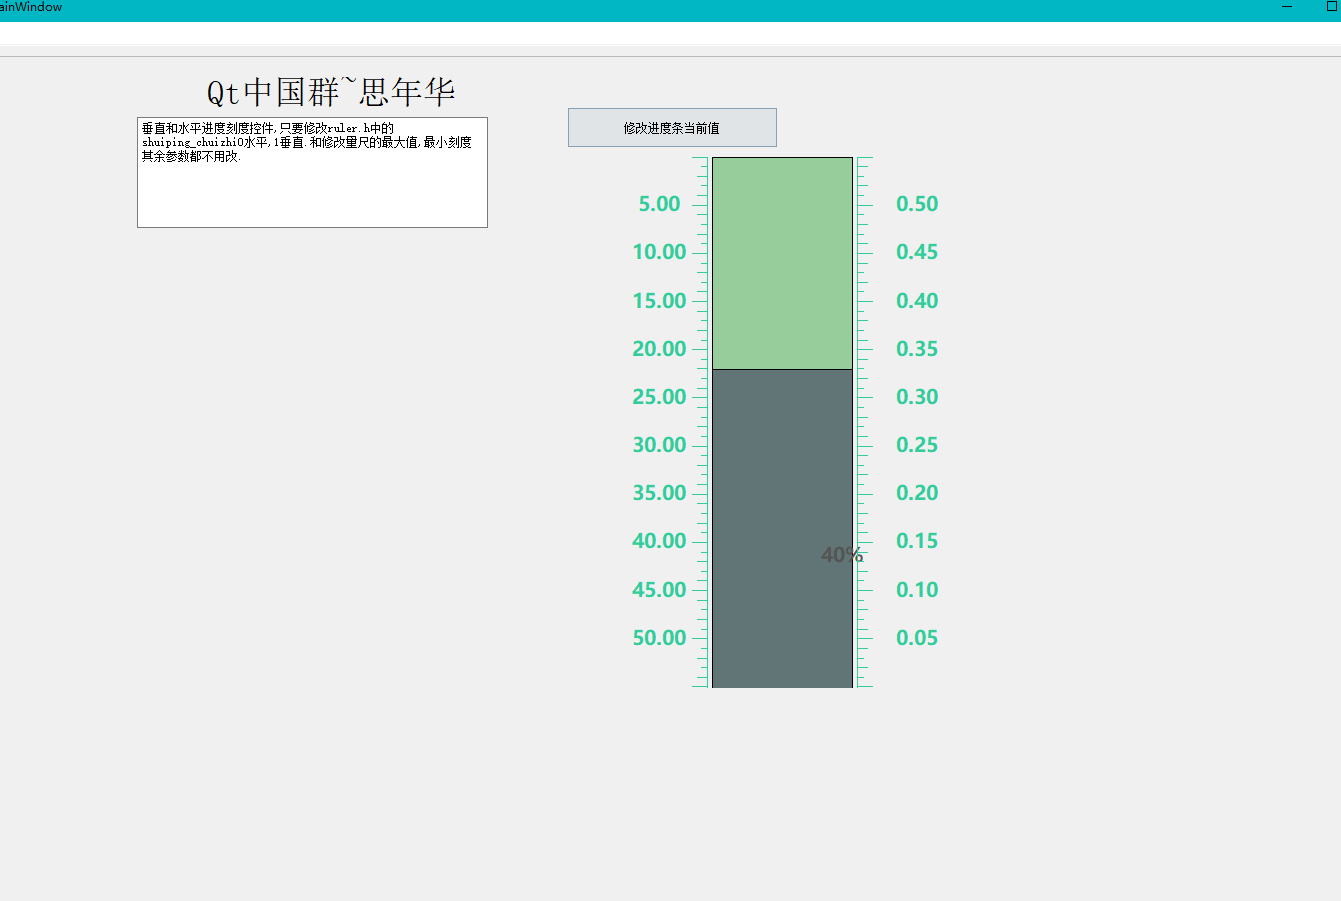 ainWindow
Qt中国群~思年华
垂直和水平进度刻度控件,只要修改ruler.h中的
shuiping_chuizhi0水平,1垂直.和修改量尺的最大值,最小刻度
其余参数都不用改.
修改进度条当前值
5.00 0.50
10.00 0.45
15.00 0.40
20.00 0.35
25.00 0.30
30.00 0.25
35.00 0.20
40.00 0.15
40%
45.00 0.10
50.00 0.05